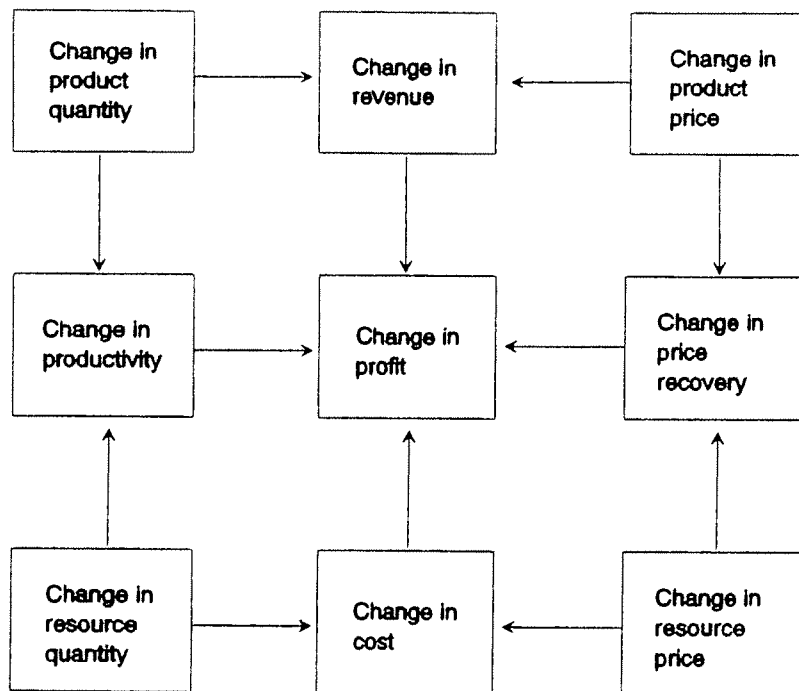 Change in
product
quantity
Change in
revenue
Change in
product
price
Change in
productivity
Change in
profit
Change in
price
recovery
Change in
resource
quantity
Change in
cost
Change in
resource
price